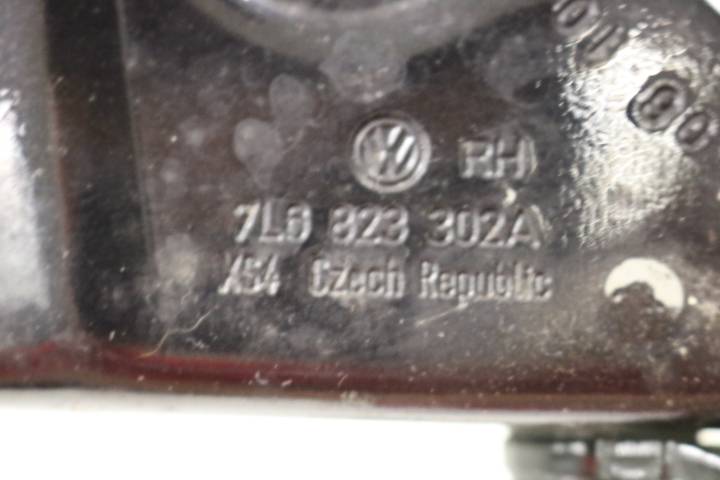 RH
7L6 823 302A
XS4 Czech Republic